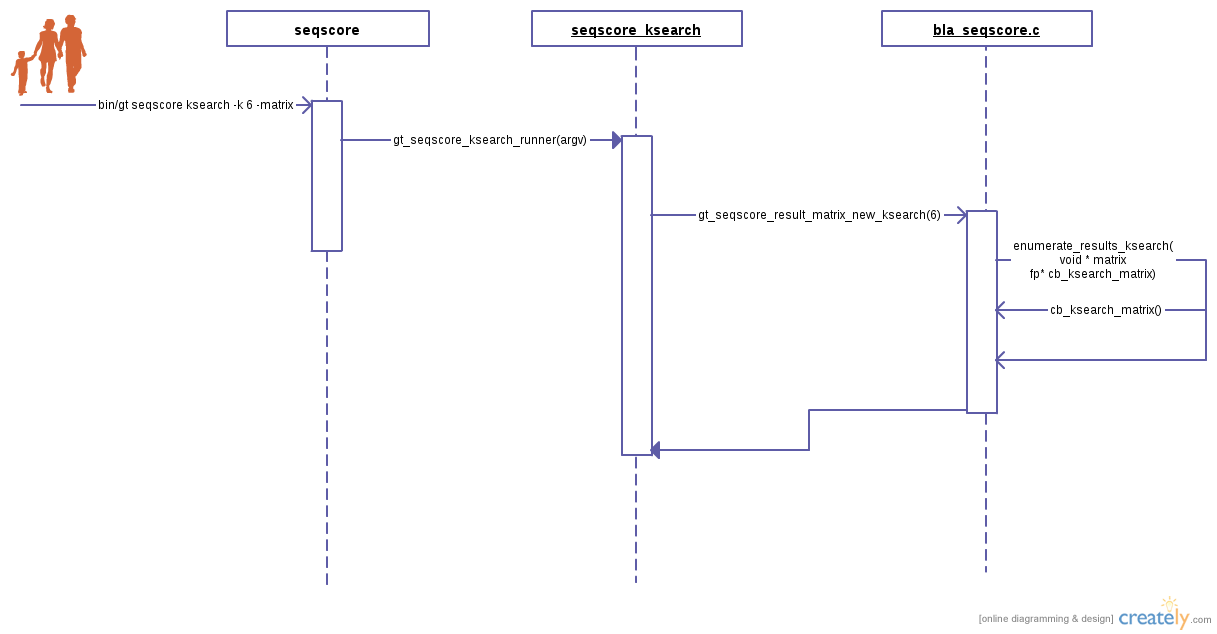 seqscore
seqscore_ksearch
bla_seqscore.c
bin/gt seqscore ksearch -k 6 -matrix
gt_seqscore_ksearch_runner(argv)
gt_seqscore_result_matrix_new_ksearch(6)
enumerate_results_ksearch(
void * matrix
fp* cb_ksearch_matrix)
cb_ksearch_matrix()
[online diagramming & design] creately.com